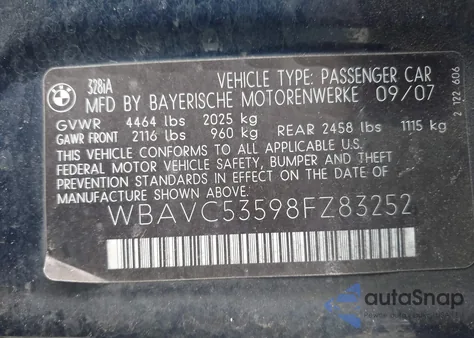 BMW
328iA
VEHICLE TYPE: PASSENGER CAR
MFD BY BAYERISCHE MOTORENWERKE 09/07
GVWR 4464 lbs 2025 kg
GAWR FRONT 2116 lbs 960 kg REAR 2458 lbs 1115 kg
THIS VEHICLE CONFORMS TO ALL APPLICABLE U.S.
FEDERAL MOTOR VEHICLE SAFETY, BUMPER AND THEFT
PREVENTION STANDARDS IN EFFECT ON THE DATE OF
MANUFACTURE SHOWN ABOVE.
WBAVC53598FZ83252
2 122 606
autoSnap